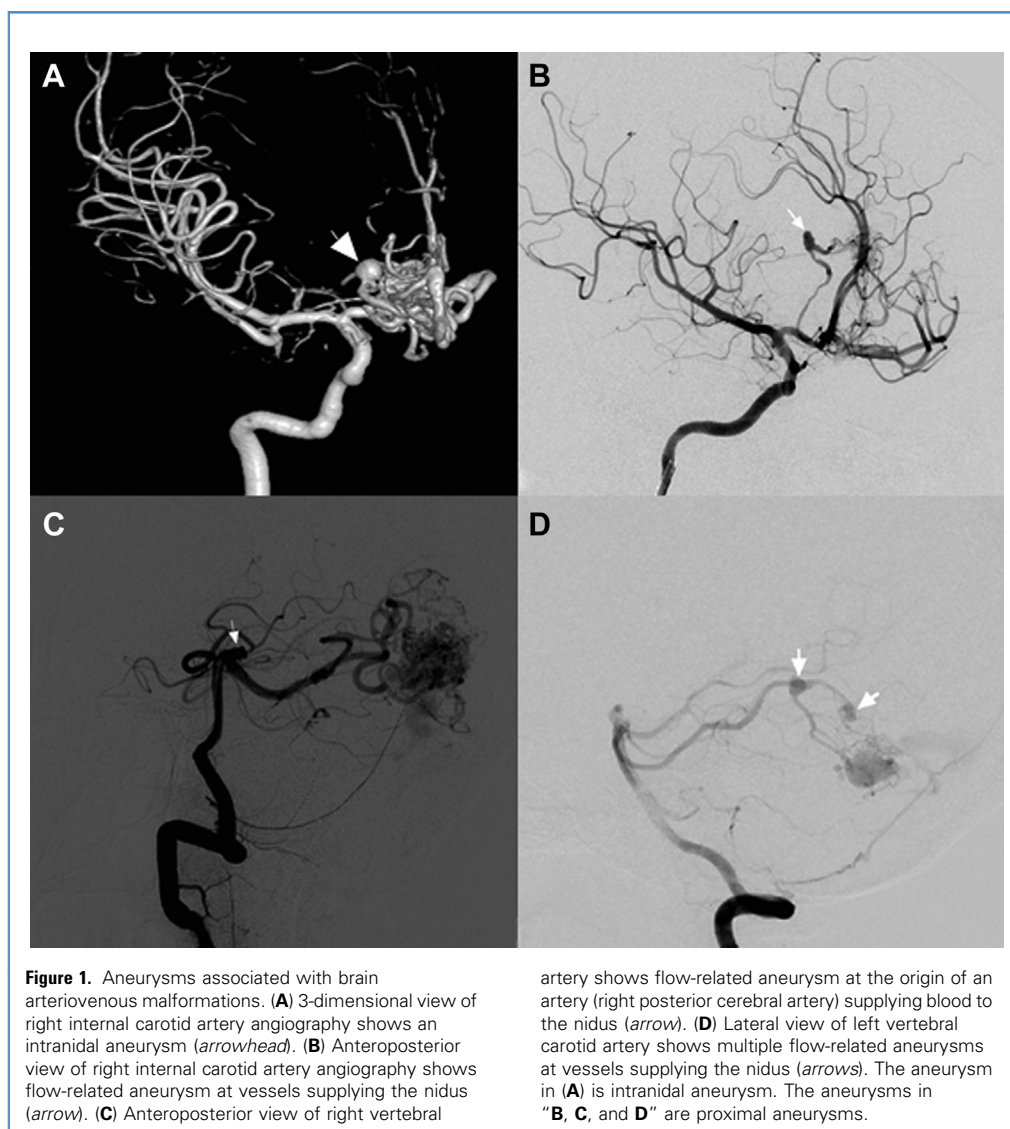 A
B
C
D
Figure 1. Aneurysms associated with brain
arteriovenous malformations. (A) 3-dimensional view of
right internal carotid artery angiography shows an
intranidal aneurysm (arrowhead). (B) Anteroposterior
view of right internal carotid artery angiography shows
flow-related aneurysm at vessels supplying the nidus
(arrow). (C) Anteroposterior view of right vertebral
artery shows flow-related aneurysm at the origin of an
artery (right posterior cerebral artery) supplying blood to
the nidus (arrow). (D) Lateral view of left vertebral
carotid artery shows multiple flow-related aneurysms
at vessels supplying the nidus (arrows). The aneurysm
in (A) is intranidal aneurysm. The aneurysms in
“B, C, and D” are proximal aneurysms.